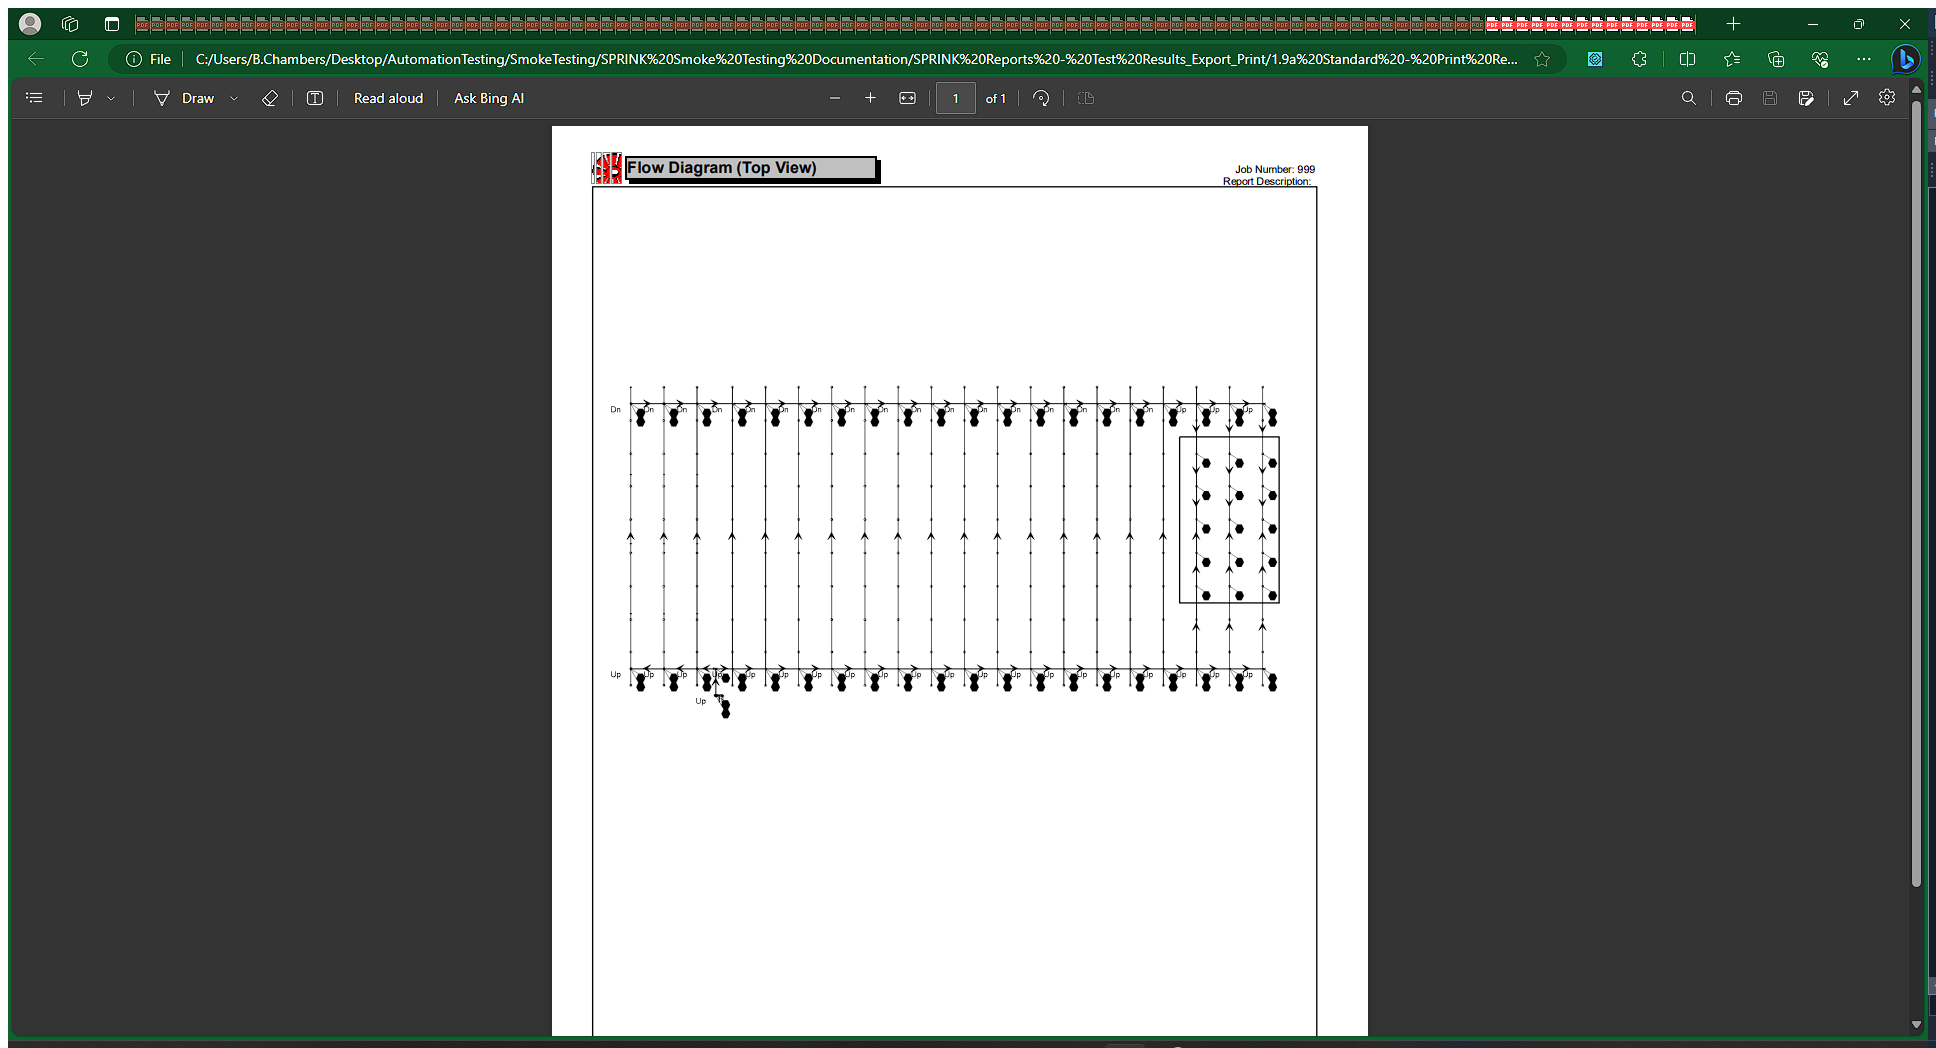 File C:/Users/B.Chambers/Desktop/AutomationTesting/SmokeTesting/SPRINK%20Smoke%20Testing%20Documentation/SPRINK%20Reports%20-%20Test%20Results_Export_Print/1.9a%20Standard%20-%20Print%20Re...
Draw Read aloud Ask Bing AI 1 of 1
Flow Diagram (Top View)
Job Number: 999
Report Description:
Dn Dn Dn Dn Dn Dn Dn Dn Dn Dn Dn Dn Dn Dn Dn Dn Dn Up Up Up
Up Up Up Up Up Up Up Up Up Up Up Up Up Up Up Up Up Up Up Up
Up